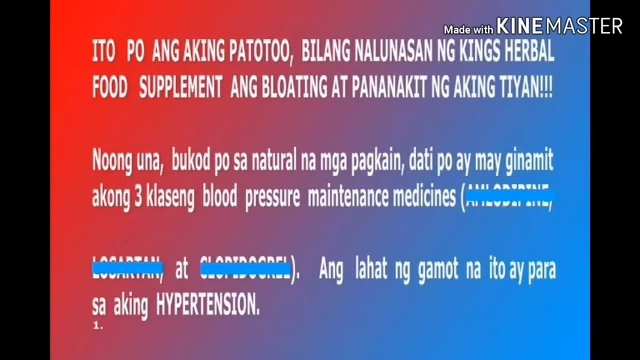 Made with KINEMASTER
ITO PO ANG AKING PATOTOO, BILANG NALUNASAN NG KINGS HERBAL
FOOD SUPPLEMENT ANG BLOATING AT PANANAKIT NG AKING TIYAN!!!
Noong una, bukod po sa natural na mga pagkain, dati po ay may ginamit
akong 3 klaseng blood pressure maintenance medicines (AMLODIPINE,
LOSARTAN, at CLOPIDOGREL). Ang lahat ng gamot na ito ay para
sa aking HYPERTENSION.
1.